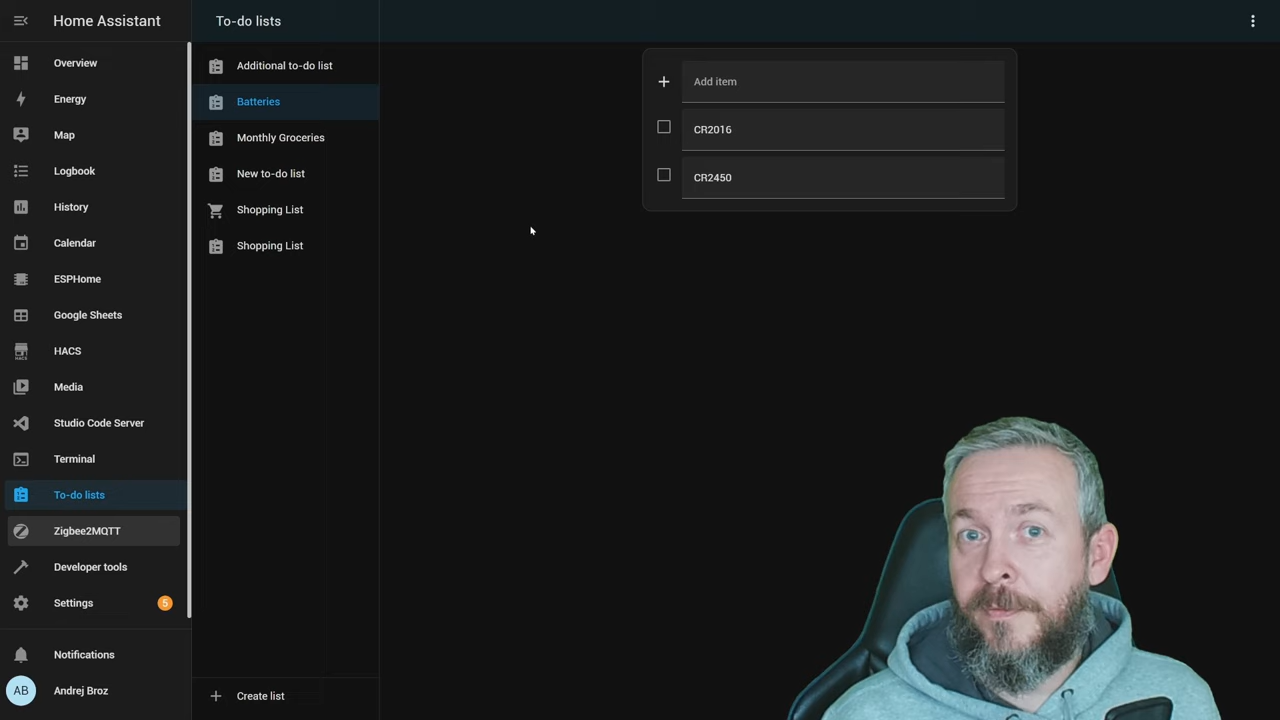 Home Assistant
Overview
Energy
Map
Logbook
History
Calendar
ESPHome
Google Sheets
HACS
HACS
Media
Studio Code Server
Terminal
To-do lists
Zigbee2MQTT
Developer tools
Settings
5
Notifications
AB
Andrej Broz
To-do lists
Additional to-do list
Batteries
Monthly Groceries
New to-do list
Shopping List
Shopping List
Create list
Add item
CR2016
CR2450